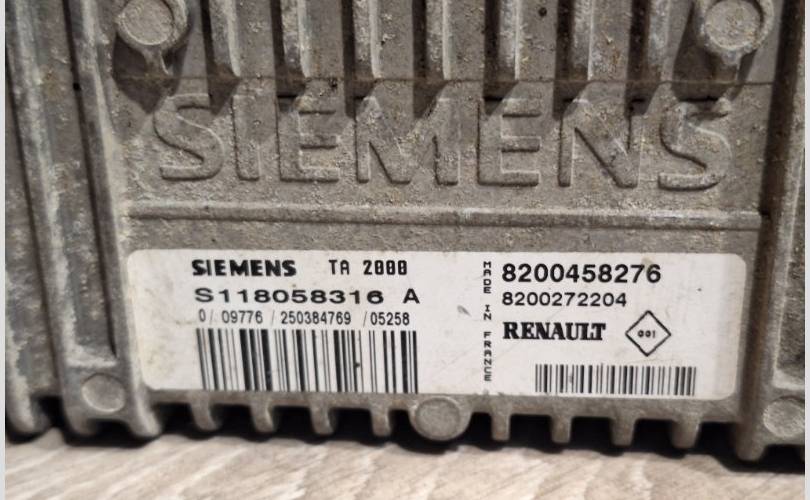 SIEMENS
SIEMENS TA 2000
S118058316 A
0/ 09776 / 250384769 /05258
MADE IN FRANCE
8200458276
8200272204
RENAULT 001